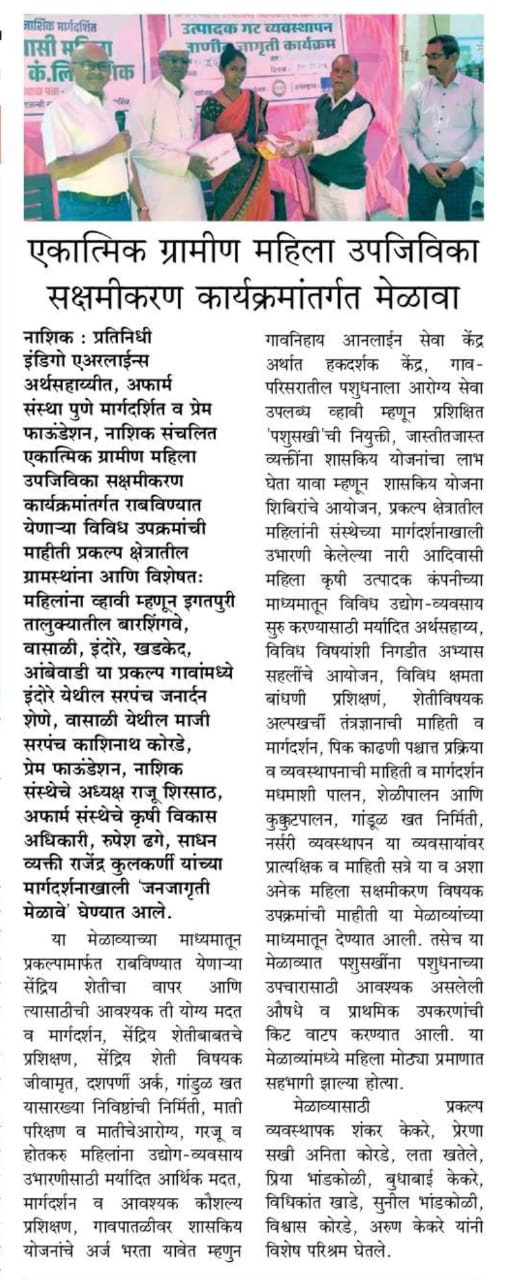 नाशिक मार्गदर्शित
उत्पादक गट व्यवस्थापन
जागृती कार्यक्रम
एकात्मिक ग्रामीण महिला उपजिविका
सक्षमीकरण कार्यक्रमांतर्गत मेळावा
नाशिक : प्रतिनिधी
इंडिगो एअरलाईन्स
अर्थसहाय्यीत, अफार्म
संस्था पुणे मार्गदर्शित व प्रेम
फाऊंडेशन, नाशिक संचलित
एकात्मिक ग्रामीण महिला
उपजिविका सक्षमीकरण
कार्यक्रमांतर्गत राबविण्यात
येणाऱ्या विविध उपक्रमांची
माहीती प्रकल्प क्षेत्रातील
ग्रामस्थांना आणि विशेषतः
महिलांना व्हावी म्हणून इगतपुरी
तालुक्यातील बारशिंगवे,
वासाळी, इंदोरे, खडकेद,
आंबेवाडी या प्रकल्प गावांमध्ये
इंदोरे येथील सरपंच जनार्दन
शेणे, वासाळी येथील माजी
सरपंच काशिनाथ कोरडे,
प्रेम फाऊंडेशन, नाशिक
संस्थेचे अध्यक्ष राजू शिरसाठ,
अफार्म संस्थेचे कृषी विकास
अधिकारी, रुपेश ढगे, साधन
व्यक्ती राजेंद्र कुलकर्णी यांच्या
मार्गदर्शनाखाली 'जनजागृती
मेळावे' घेण्यात आले.
या मेळाव्याच्या माध्यमातून
प्रकल्पामार्फत राबविण्यात येणाऱ्या
सेंद्रिय शेतीचा वापर आणि
त्यासाठीची आवश्यक ती योग्य मदत
व मार्गदर्शन, सेंद्रिय शेतीबाबतचे
प्रशिक्षण, सेंद्रिय शेती विषयक
जीवामृत, दशपर्णी अर्क, गांडुळ खत
यासारख्या निविष्ठांची निर्मिती, माती
परिक्षण व मातीचेआरोग्य, गरजू व
होतकरु महिलांना उद्योग-व्यवसाय
उभारणीसाठी मर्यादित आर्थिक मदत,
मार्गदर्शन व आवश्यक कौशल्य
प्रशिक्षण, गावपातळीवर शासकिय
योजनांचे अर्ज भरता यावेत म्हणुन
गावनिहाय आनलाईन सेवा केंद्र
अर्थात हकदर्शक केंद्र, गाव-
परिसरातील पशुधनाला आरोग्य सेवा
उपलब्ध व्हावी म्हणून प्रशिक्षित
'पशुसखी'ची नियुक्ती, जास्तीतजास्त
व्यक्तींना शासकिय योजनांचा लाभ
घेता यावा म्हणून शासकिय योजना
शिबिरांचे आयोजन, प्रकल्प क्षेत्रातील
महिलांनी संस्थेच्या मार्गदर्शनाखाली
उभारणी केलेल्या नारी आदिवासी
महिला कृषी उत्पादक कंपनीच्या
माध्यमातून विविध उद्योग-व्यवसाय
सुरु करण्यासाठी मर्यादित अर्थसहाय्य,
विविध विषयांशी निगडीत अभ्यास
सहलींचे आयोजन, विविध क्षमता
बांधणी प्रशिक्षणं, शेतीविषयक
अल्पखर्ची तंत्रज्ञानाची माहिती व
मार्गदर्शन, पिक काढणी पश्चात्त प्रक्रिया
व व्यवस्थापनाची माहिती व मार्गदर्शन
मधमाशी पालन, शेळीपालन आणि
कुक्कुटपालन, गांडूळ खत निर्मिती,
नर्सरी व्यवस्थापन या व्यवसायांवर
प्रात्यक्षिक व माहिती सत्रे या व अशा
अनेक महिला सक्षमीकरण विषयक
उपक्रमांची माहीती या मेळाव्यांच्या
माध्यमातून देण्यात आली. तसेच या
मेळाव्यात पशुसखींना पशुधनाच्या
उपचारासाठी आवश्यक असलेली
औषधे व प्राथमिक उपकरणांची
किट वाटप करण्यात आली. या
मेळाव्यांमध्ये महिला मोठ्या प्रमाणात
सहभागी झाल्या होत्या.
मेळाव्यासाठी प्रकल्प
व्यवस्थापक शंकर केकरे, प्रेरणा
सखी अनिता कोरडे, लता खतेले,
प्रिया भांडकोळी, बुधाबाई केकरे,
विधिकांत खाडे, सुनील भांडकोळी,
विश्वास कोरडे, अरुण केकरे यांनी
विशेष परिश्रम घेतले.